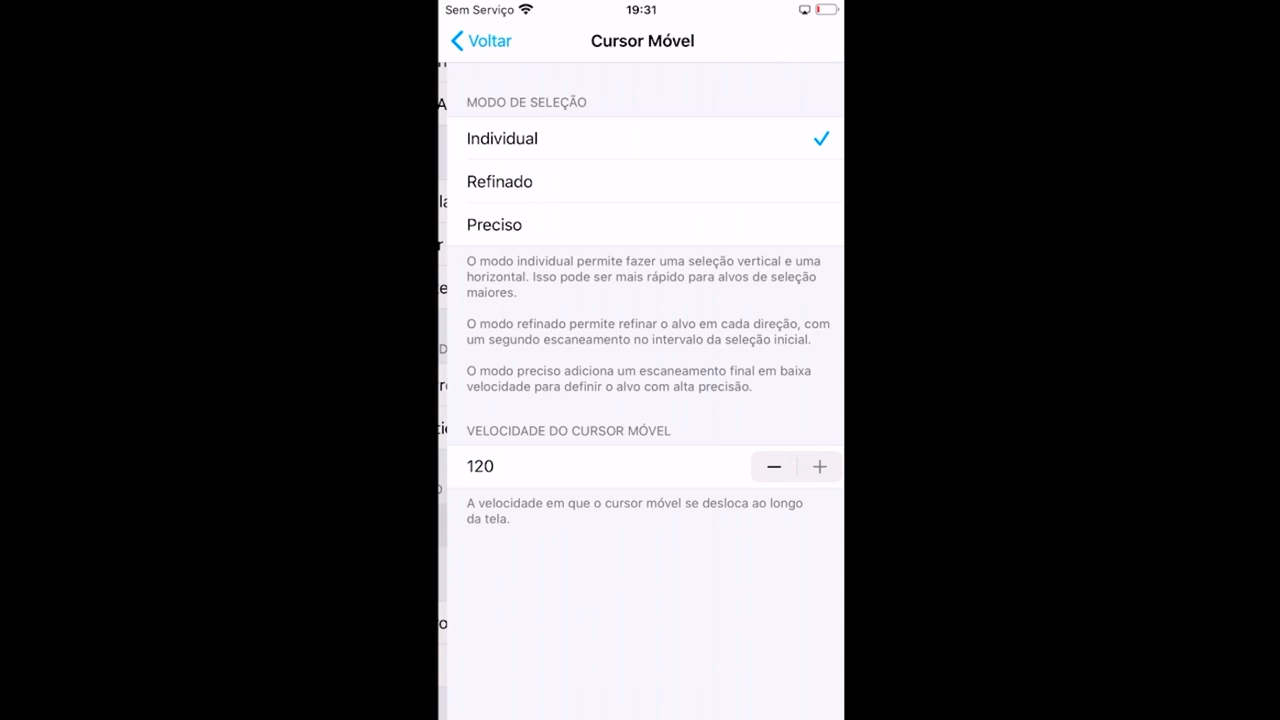 Sem Serviço 19:31
Voltar Cursor Móvel
MODO DE SELEÇÃO
Individual
Refinado
Preciso
O modo individual permite fazer uma seleção vertical e uma
horizontal. Isso pode ser mais rápido para alvos de seleção
maiores.
O modo refinado permite refinar o alvo em cada direção, com
um segundo escaneamento no intervalo da seleção inicial.
O modo preciso adiciona um escaneamento final em baixa
velocidade para definir o alvo com alta precisão.
VELOCIDADE DO CURSOR MÓVEL
120 − +
A velocidade em que o cursor móvel se desloca ao longo
da tela.